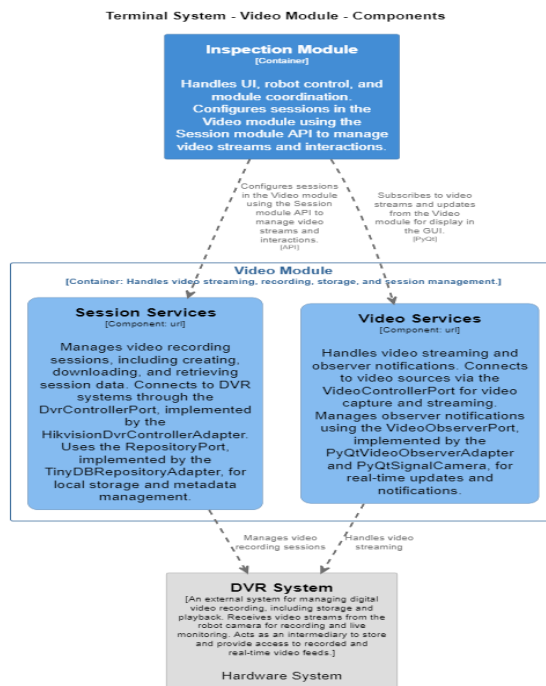 Terminal System - Video Module - Components
Inspection Module
[Container]
Handles UI, robot control, and
module coordination.
Configures sessions in the
Video module using the
Session module API to manage
video streams and interactions.
Configures sessions
in the Video module
using the Session
module API to
manage video
streams and
interactions.
[API]
Subscribes to video
streams and updates
from the Video
module for display in
the GUI.
[PyQt]
Video Module
[Container: Handles video streaming, recording, storage, and session management.]
Session Services
[Component: url]
Manages video recording
sessions, including creating,
downloading, and retrieving
session data. Connects to DVR
systems through the
DvrControllerPort, implemented
by the
HikvisionDvrControllerAdapter.
Uses the RepositoryPort,
implemented by the
TinyDBRepositoryAdapter, for
local storage and metadata
management.
Video Services
[Component: url]
Handles video streaming and
observer notifications. Connects
to video sources via the
VideoControllerPort for video
capture and streaming.
Manages observer notifications
using the VideoObserverPort,
implemented by the
PyQtVideoObserverAdapter
and PyQtSignalCamera, for
real-time updates and
notifications.
Manages video
recording sessions
Handles video
streaming
DVR System
[An external system for managing digital
video recording, including storage and
playback. Receives video streams from the
robot camera for recording and live
monitoring. Acts as an intermediary to store
and provide access to recorded and
real-time video feeds.]
Hardware System